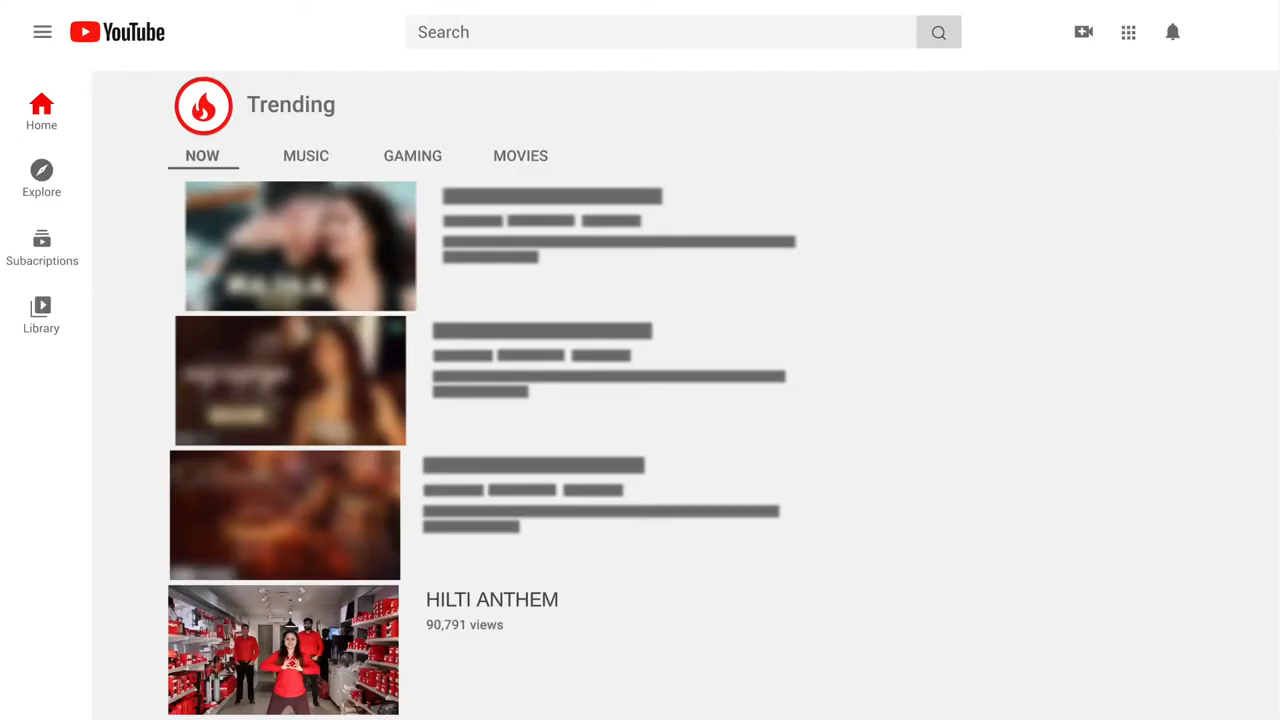 YouTube
Search
Trending
Home
NOW MUSIC GAMING MOVIES
Explore
Subacriptions
Library
HILTI ANTHEM
90,791 views